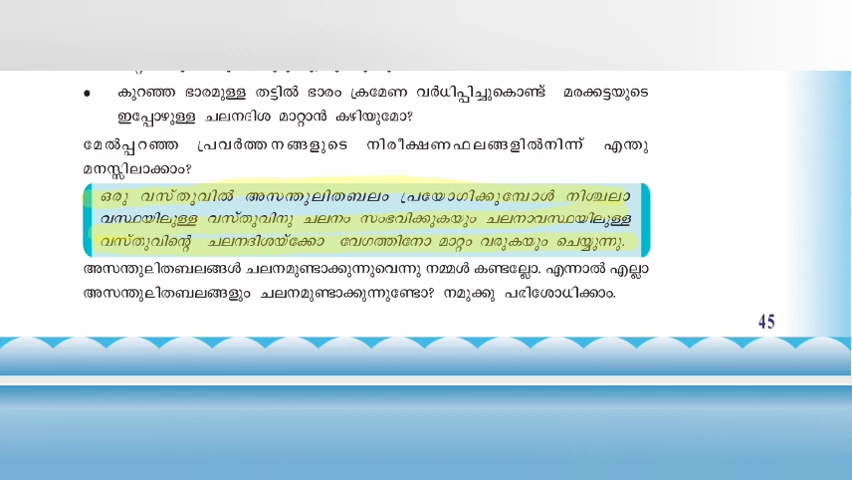 കുറഞ്ഞ ഭാരമുള്ള തട്ടിൽ ഭാരം ക്രമേണ വർധിപ്പിച്ചുകൊണ്ട് മരക്കട്ടയുടെ
ഇപ്പോഴുള്ള ചലനദിശ മാറ്റാൻ കഴിയുമോ?
മേൽപ്പറഞ്ഞ പ്രവർത്തനങ്ങളുടെ നിരീക്ഷണഫലങ്ങളിൽനിന്ന് എന്തു
മനസ്സിലാക്കാം?
ഒരു വസ്തുവിൽ അസന്തുലിതബലം പ്രയോഗിക്കുമ്പോൾ നിശ്ചലാ
വസ്ഥയിലുള്ള വസ്തുവിനു ചലനം സംഭവിക്കുകയും ചലനാവസ്ഥയിലുള്ള
വസ്തുവിന്റെ ചലനദിശയ്ക്കോ വേഗത്തിനോ മാറ്റം വരുകയും ചെയ്യുന്നു.
അസന്തുലിതബലങ്ങൾ ചലനമുണ്ടാക്കുന്നുവെന്നു നമ്മൾ കണ്ടല്ലോ. എന്നാൽ എല്ലാ
അസന്തുലിതബലങ്ങളും ചലനമുണ്ടാക്കുന്നുണ്ടോ? നമുക്കു പരിശോധിക്കാം.
45